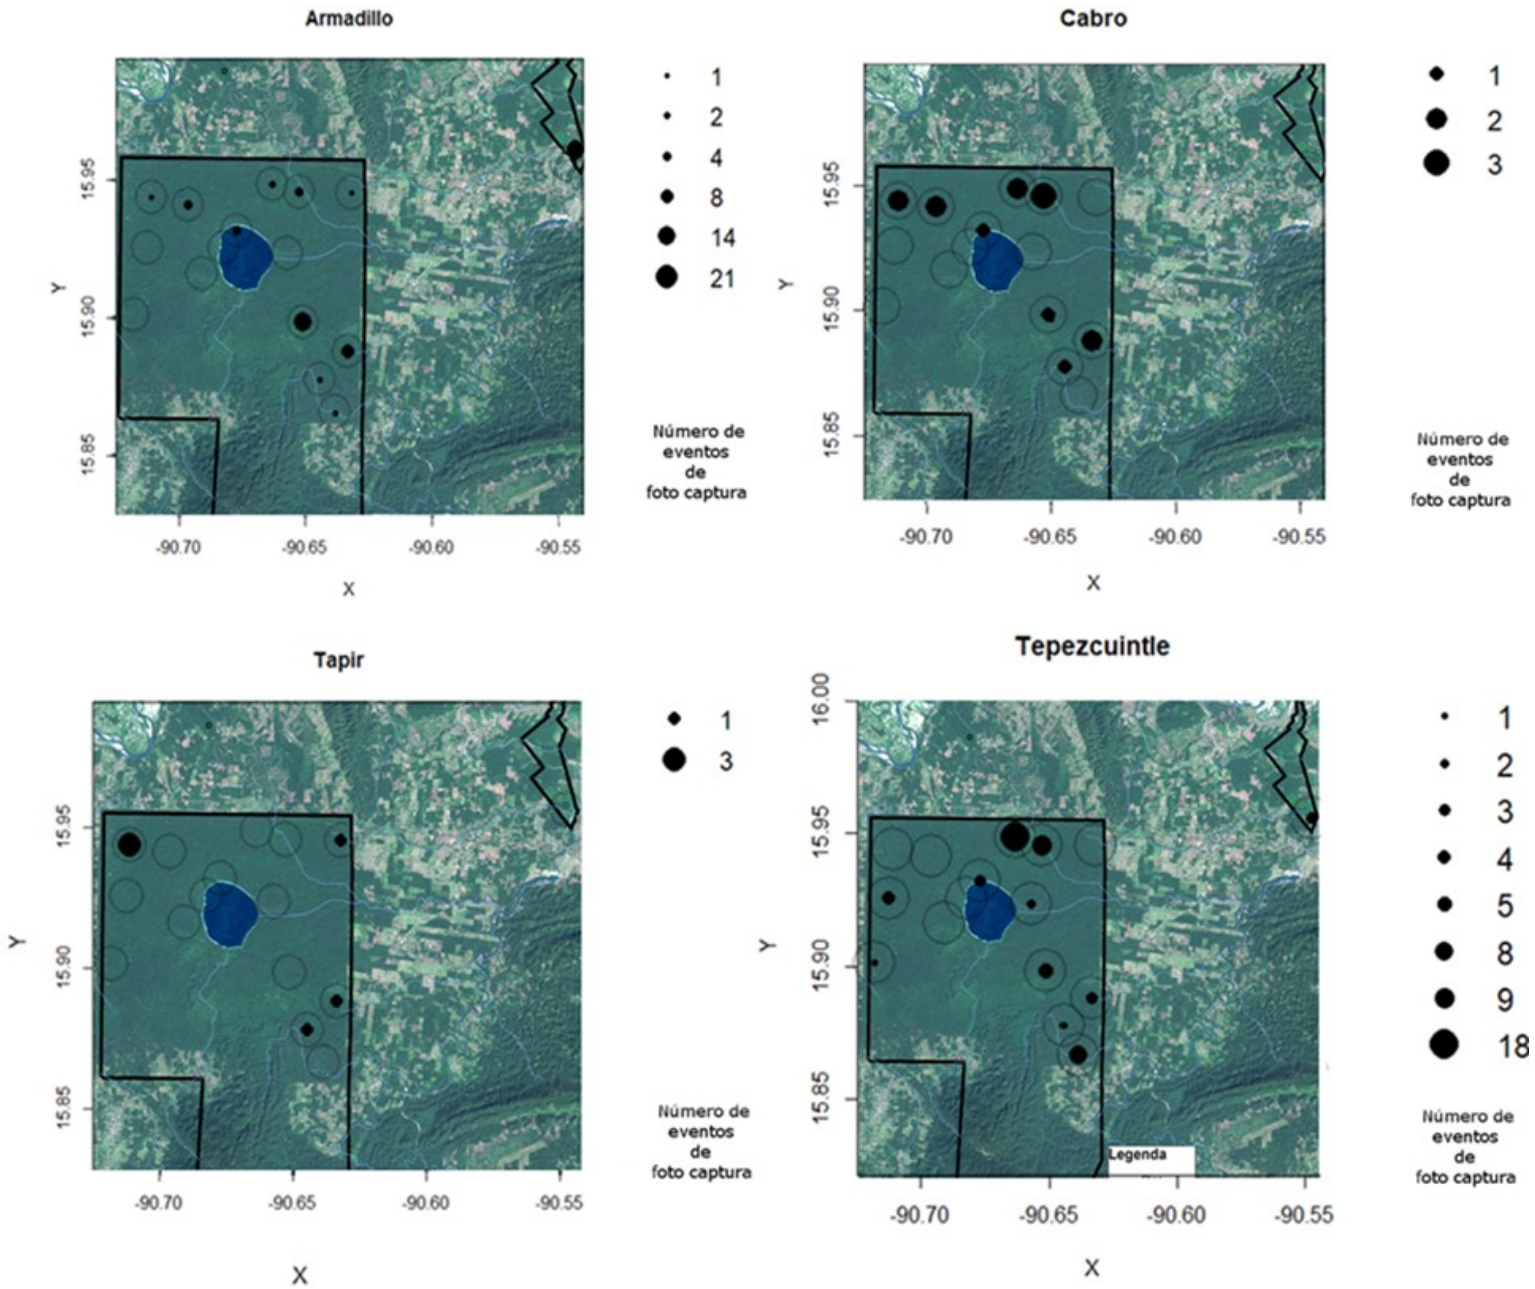 Armadillo
Cabro
1
2
4
8
14
21
1
2
3
15.95
15.90
15.85
Y
15.95
15.90
15.85
Y
Número de
eventos
de
foto captura
Número de
eventos
de
foto captura
-90.70 -90.65 -90.60 -90.55
X
-90.70 -90.65 -90.60 -90.55
X
Tapir
Tepezcuintle
1
3
1
2
3
4
5
8
9
18
15.95
15.90
15.85
Y
16.00
15.95
15.90
15.85
Y
Número de
eventos
de
foto captura
Legenda
Número de
eventos
de
foto captura
-90.70 -90.65 -90.60 -90.55
X
-90.70 -90.65 -90.60 -90.55
X